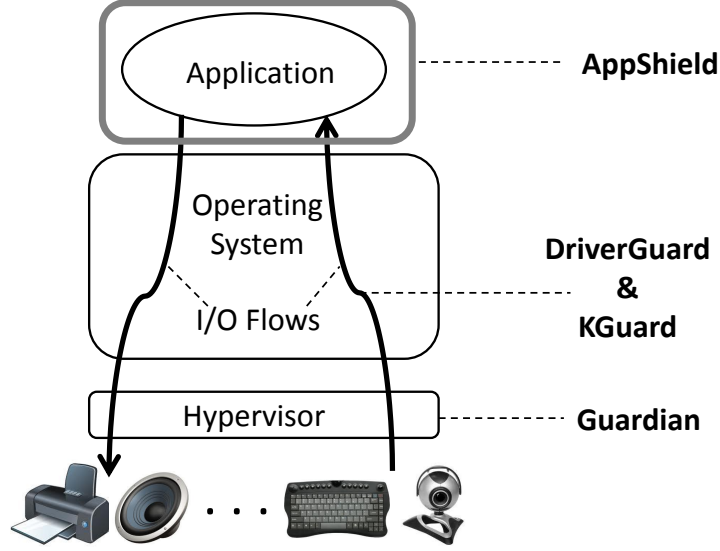 Application
AppShield
Operating
System
I/O Flows
DriverGuard
&
KGuard
Hypervisor
Guardian
. . .